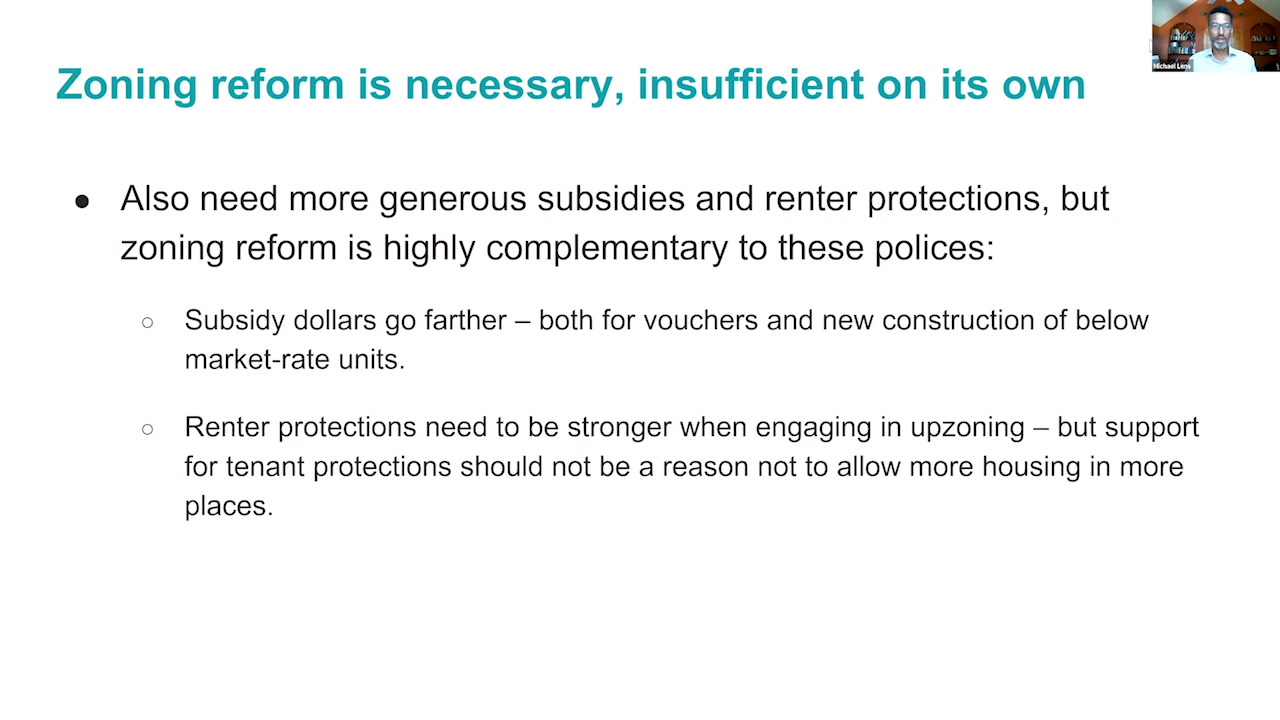 Zoning reform is necessary, insufficient on its own
Michael Lens
● Also need more generous subsidies and renter protections, but
zoning reform is highly complementary to these polices:
○ Subsidy dollars go farther – both for vouchers and new construction of below
market-rate units.
○ Renter protections need to be stronger when engaging in upzoning – but support
for tenant protections should not be a reason not to allow more housing in more
places.